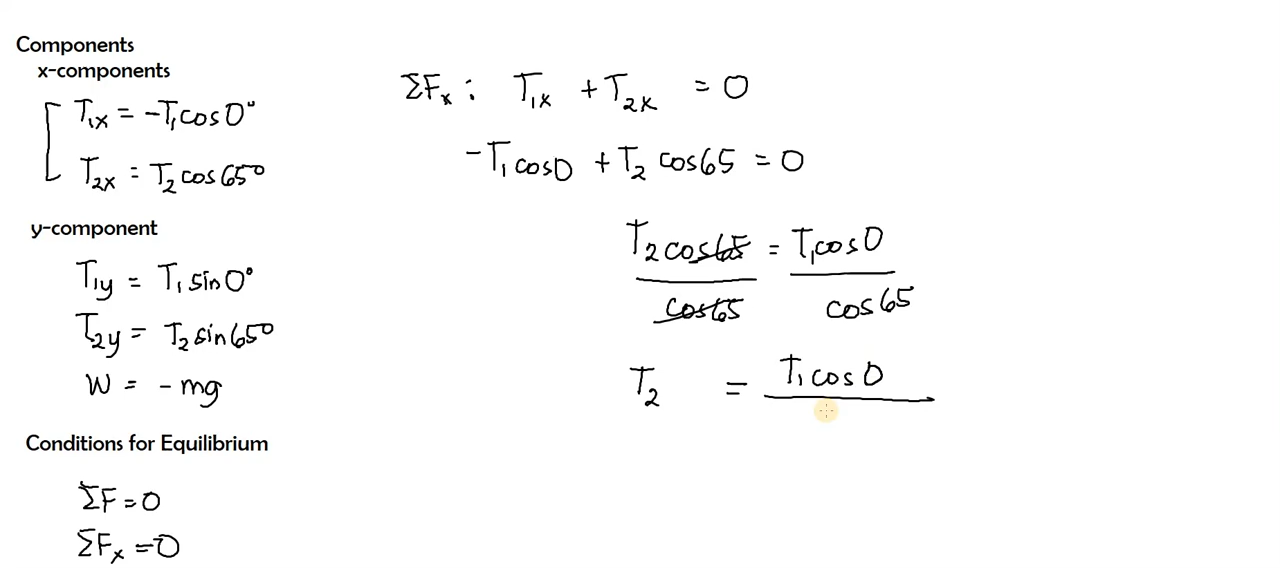 Components
x-components
T₁ₓ = -T₁cos0°
T₂ₓ = T₂cos65°
y-component
T₁y = T₁sin0°
T₂y = T₂sin65°
W = -mg
Conditions for Equilibrium
ΣF=0
ΣFₓ=0
ΣFₓ: T₁ₓ + T₂ₓ = 0
-T₁cos0 + T₂cos65 = 0
T₂cos65 = T₁cos0
cos65 cos65
T₂ = T₁cos0